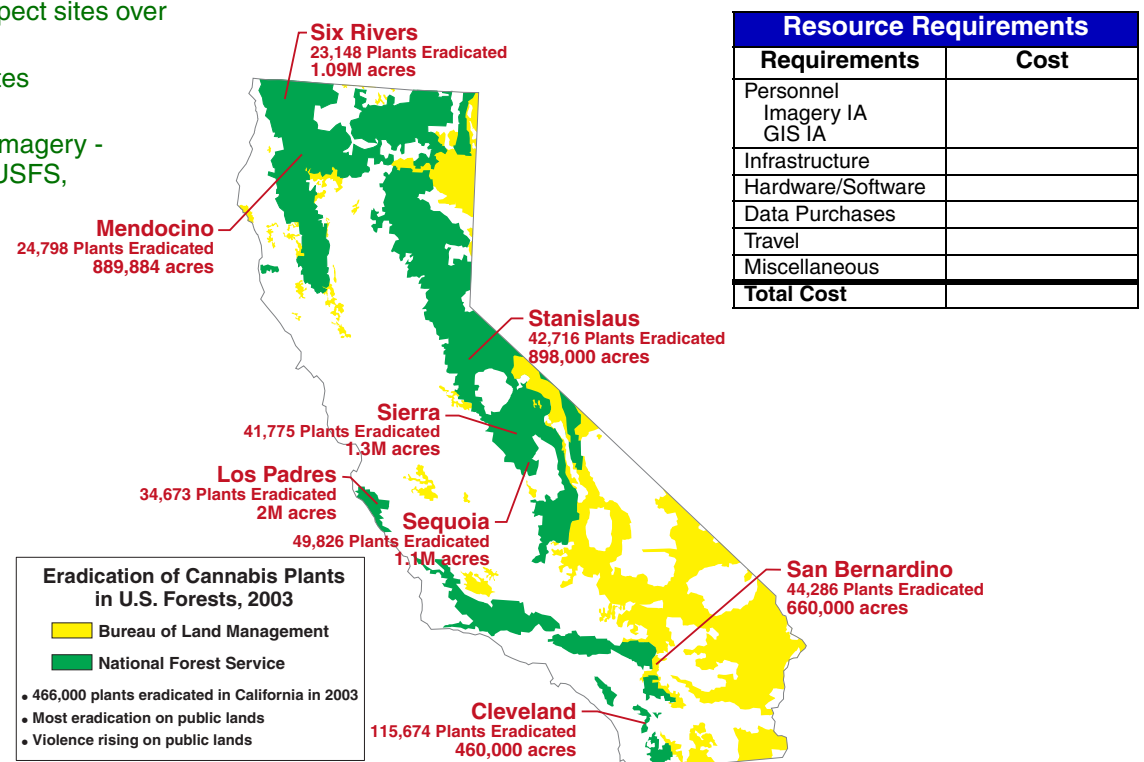 pect sites over
tes
magery -
USFS,
Six Rivers
23,148 Plants Eradicated
1.09M acres
Mendocino
24,798 Plants Eradicated
889,884 acres
Stanislaus
42,716 Plants Eradicated
898,000 acres
Sierra
41,775 Plants Eradicated
1.3M acres
Los Padres
34,673 Plants Eradicated
2M acres
Sequoia
49,826 Plants Eradicated
1.1M acres
San Bernardino
44,286 Plants Eradicated
660,000 acres
Cleveland
115,674 Plants Eradicated
460,000 acres
Eradication of Cannabis Plants
in U.S. Forests, 2003
Bureau of Land Management
National Forest Service
• 466,000 plants eradicated in California in 2003
• Most eradication on public lands
• Violence rising on public lands
Resource Requirements
Requirements Cost
Personnel
Imagery IA
GIS IA
Infrastructure
Hardware/Software
Data Purchases
Travel
Miscellaneous
Total Cost